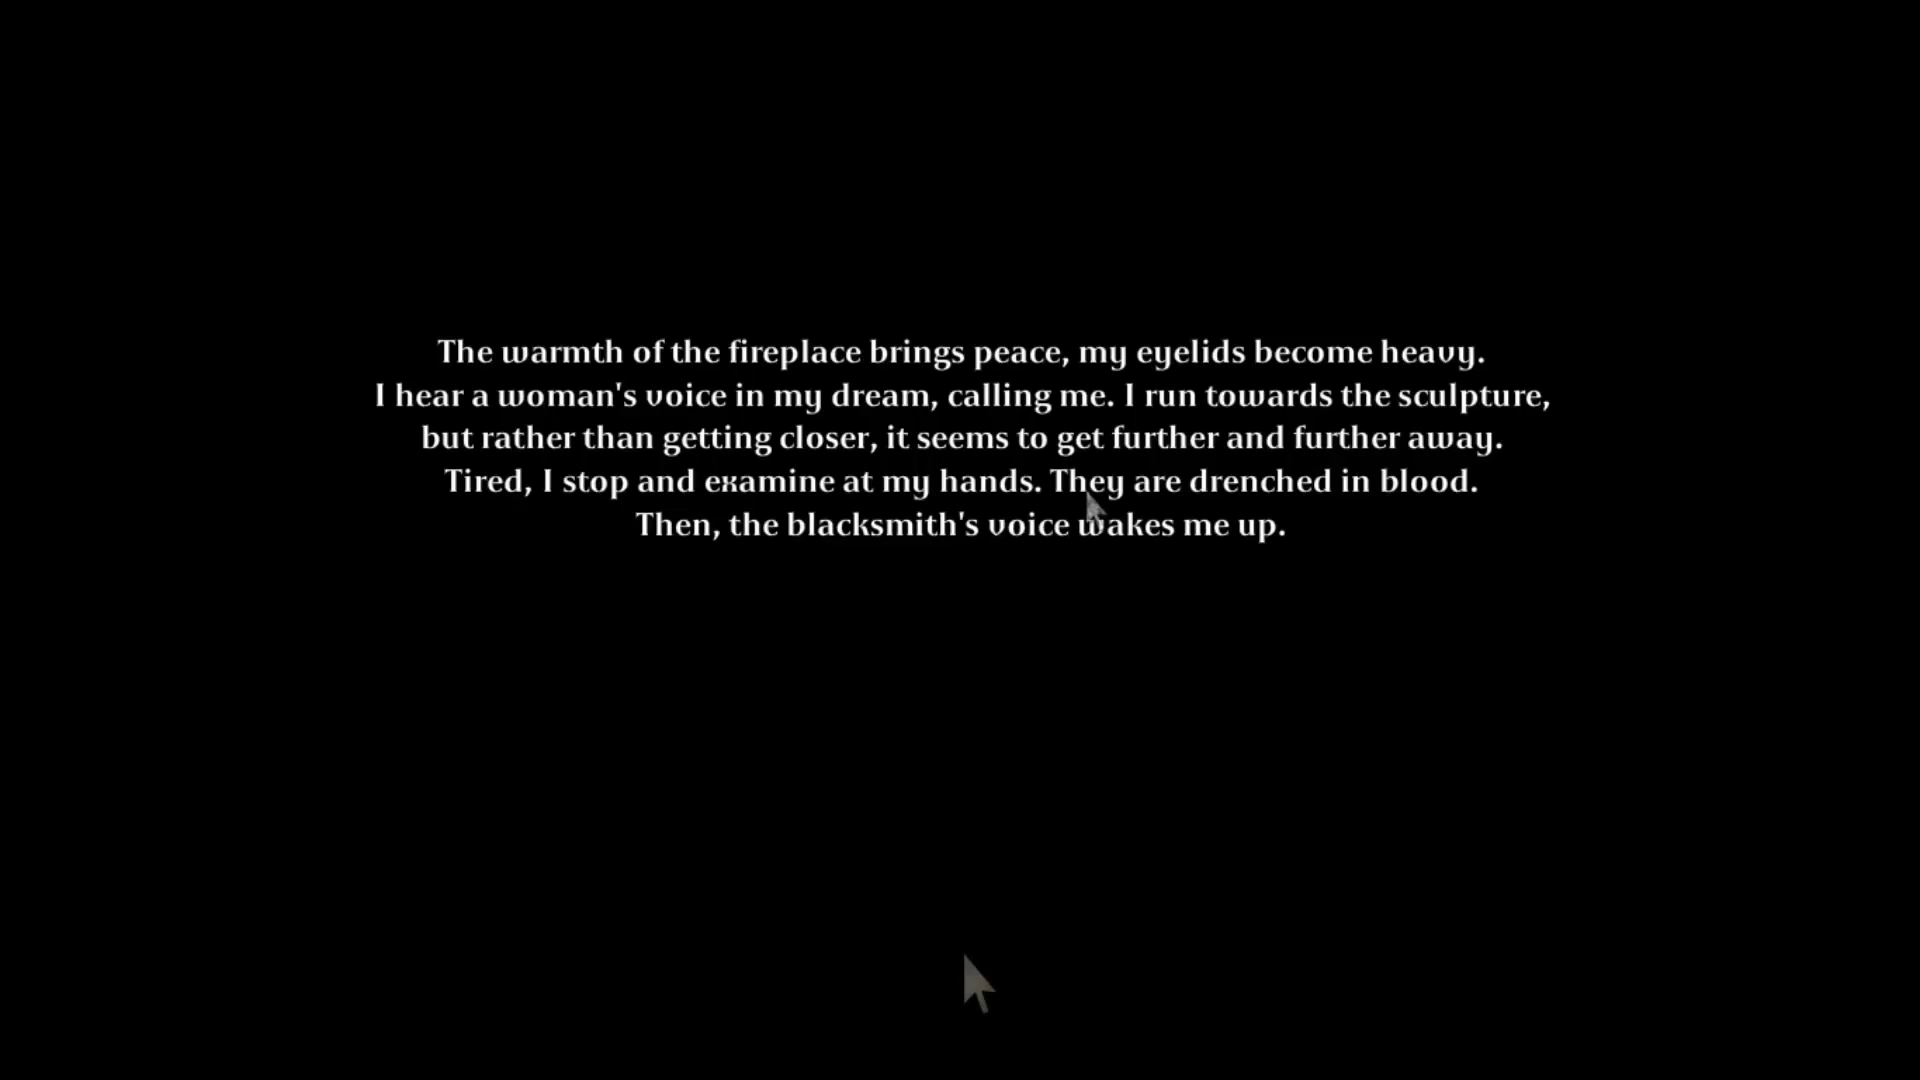 The warmth of the fireplace brings peace, my eyelids become heavy.
I hear a woman's voice in my dream, calling me. I run towards the sculpture,
but rather than getting closer, it seems to get further and further away.
Tired, I stop and examine at my hands. They are drenched in blood.
Then, the blacksmith's voice wakes me up.